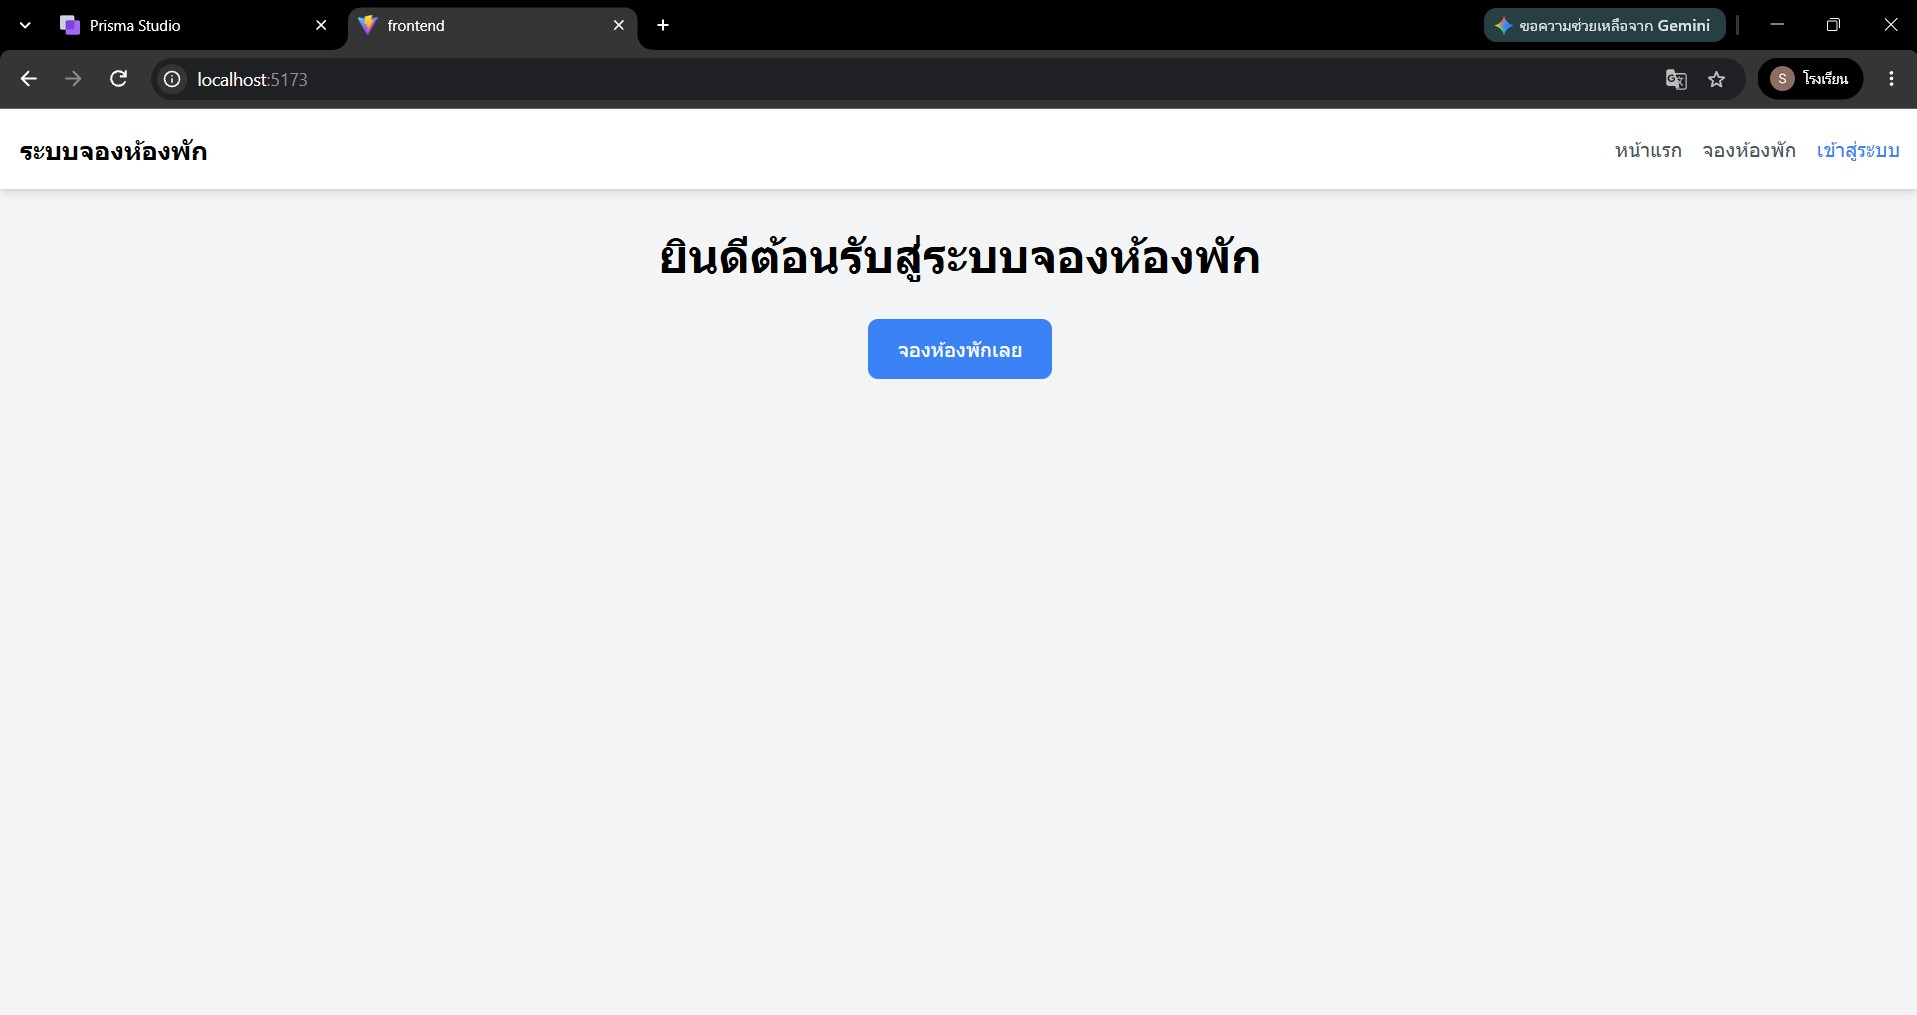 Prisma Studio
frontend
ขอความช่วยเหลือจาก Gemini
localhost:5173
S โรงเรียน
ระบบจองห้องพัก
หน้าแรก จองห้องพัก เข้าสู่ระบบ
ยินดีต้อนรับสู่ระบบจองห้องพัก
จองห้องพักเลย